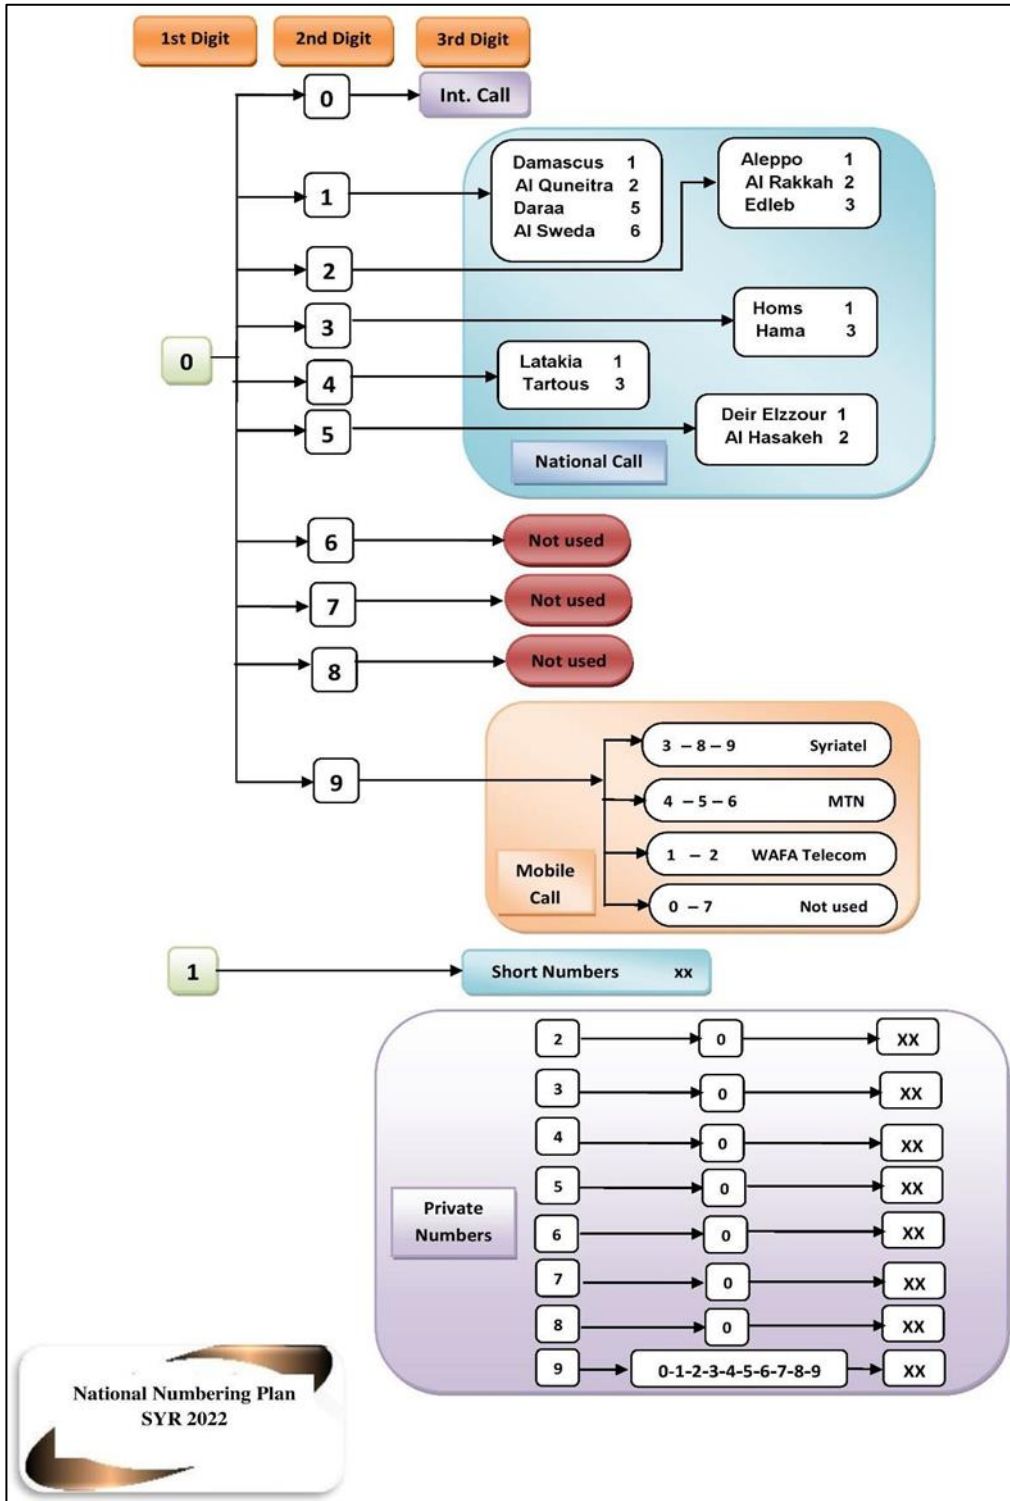 1st Digit 2nd Digit 3rd Digit
0 Int. Call
1
Damascus 1
Al Quneitra 2
Daraa 5
Al Sweda 6
Aleppo 1
Al Rakkah 2
Edleb 3
2
3
Homs 1
Hama 3
0
4
Latakia 1
Tartous 3
5
Deir Elzzour 1
Al Hasakeh 2
National Call
6 Not used
7 Not used
8 Not used
9
3 – 8 – 9 Syriatel
4 – 5 – 6 MTN
1 – 2 WAFA Telecom
0 – 7 Not used
Mobile
Call
1 Short Numbers xx
Private
Numbers
2 0 XX
3 0 XX
4 0 XX
5 0 XX
6 0 XX
7 0 XX
8 0 XX
9 0-1-2-3-4-5-6-7-8-9 XX
National Numbering Plan
SYR 2022